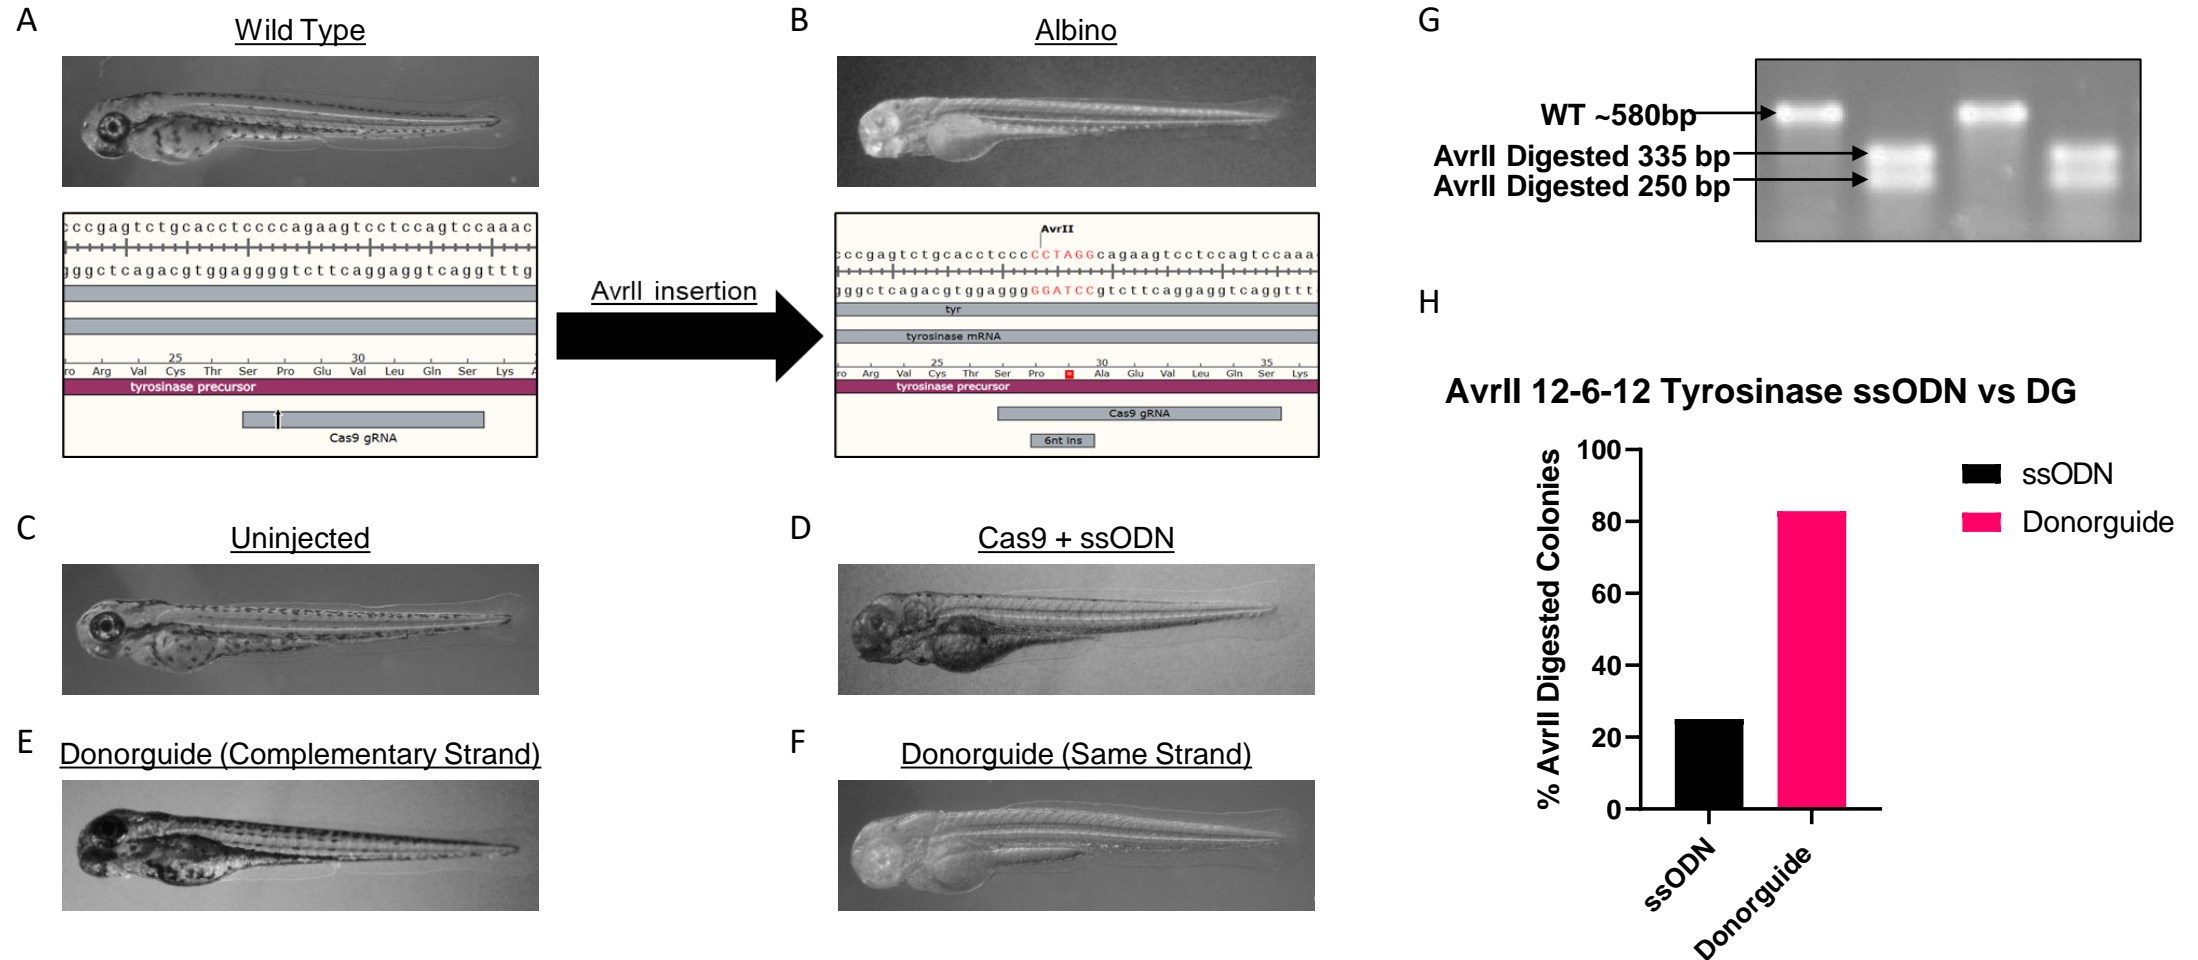 A
Wild Type
cccgagtctgcacctccccagaagtcctccagtccaaac
gggctcagacgtggaggggtcttcaggaggtcaggtttg
25 30
ro Arg Val Cys Thr Ser Pro Glu Val Leu Gln Ser Lys
tyrosinase precursor
Cas9 gRNA
AvrII insertion
B
Albino
AvrII
cccgagtctgcacctcccCCTAGGcagaagtcctccagtccaaa
gggctcagacgtggagggGGATCCgtcttcaggaggtcaggttt
tyr
tyrosinase mRNA
25 30 35
ro Arg Val Cys Thr Ser Pro * Ala Glu Val Leu Gln Ser Lys
tyrosinase precursor
Cas9 gRNA
6nt ins
C
Uninjected
D
Cas9 + ssODN
E
Donorguide (Complementary Strand)
F
Donorguide (Same Strand)
G
WT ~580bp
AvrII Digested 335 bp
AvrII Digested 250 bp
H
AvrII 12-6-12 Tyrosinase ssODN vs DG
% AvrII Digested Colonies
100
80
60
40
20
0
ssODN
Donorguide
ssODN
Donorguide